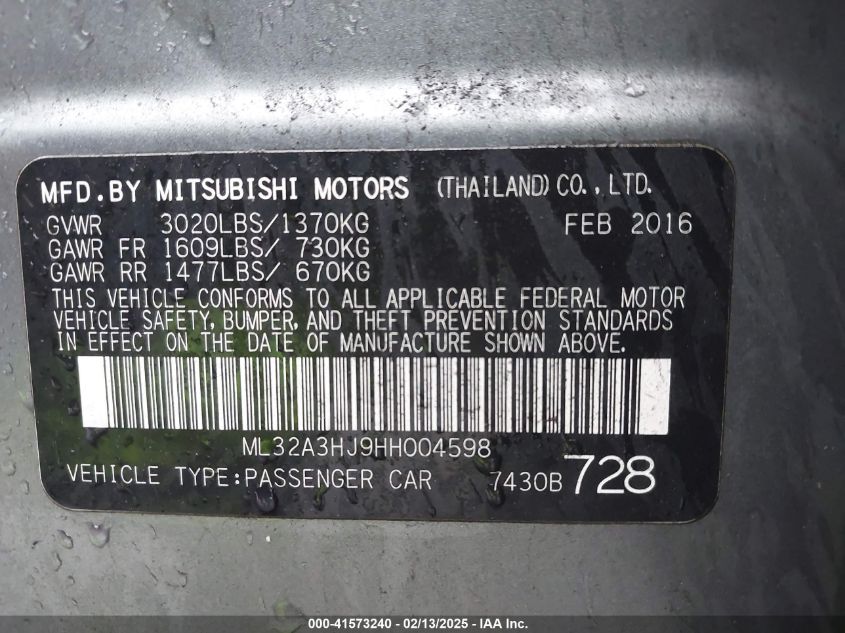 MFD. BY MITSUBISHI MOTORS (THAILAND) CO., LTD.
GVWR 3020LBS/1370KG FEB 2016
GAWR FR 1609LBS/ 730KG
GAWR RR 1477LBS/ 670KG
THIS VEHICLE CONFORMS TO ALL APPLICABLE FEDERAL MOTOR
VEHICLE SAFETY, BUMPER, AND THEFT PREVENTION STANDARDS
IN EFFECT ON THE DATE OF MANUFACTURE SHOWN ABOVE.
ML32A3HJ9HH004598
VEHICLE TYPE:PASSENGER CAR 7430B 728
000-41573240 - 02/13/2025 - IAA Inc.